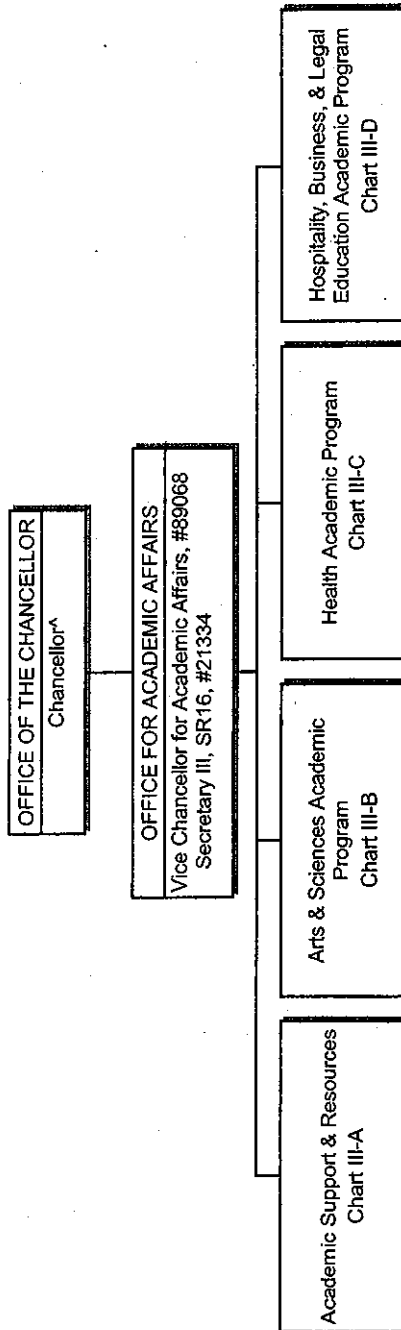 OFFICE OF THE CHANCELLOR
Chancellor^
OFFICE FOR ACADEMIC AFFAIRS
Vice Chancellor for Academic Affairs, #89068
Secretary III, SR16, #21334
Academic Support & Resources
Chart III-A
Arts & Sciences Academic
Program
Chart III-B
Health Academic Program
Chart III-C
Hospitality, Business, & Legal
Education Academic Program
Chart III-D